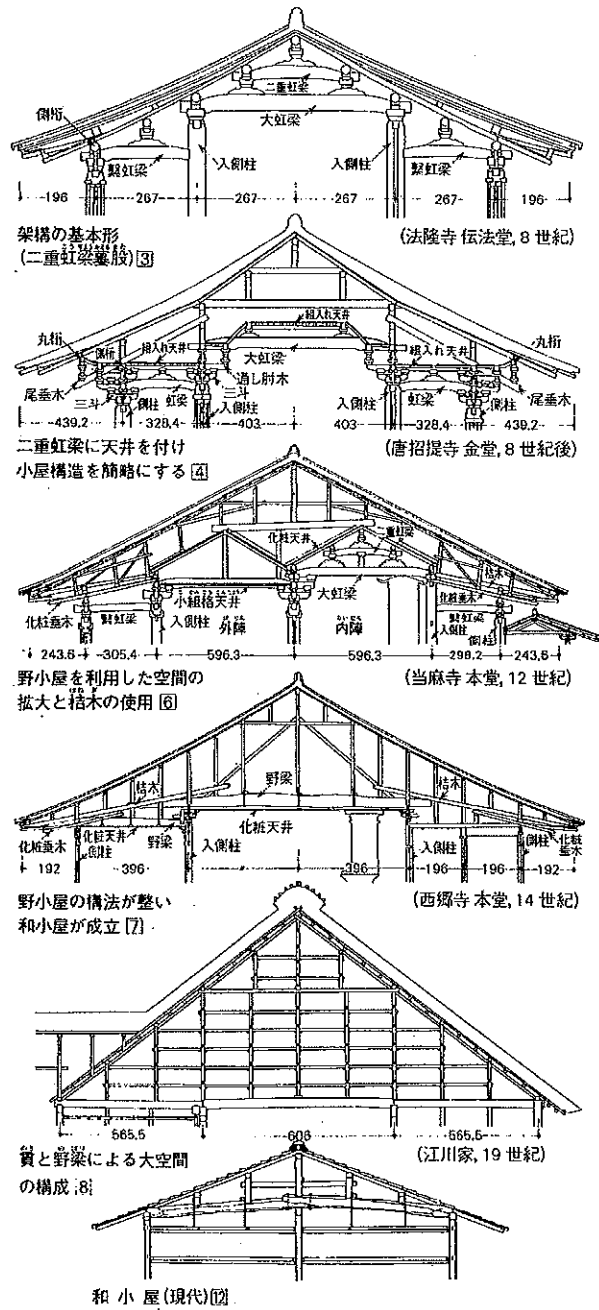 二重虹梁
大虹梁
側桁
繫虹梁
入側柱
入側柱
繫虹梁
196 267 267 267 267 196
架構の基本形
(二重虹梁蟇股)[3]
(法隆寺 伝法堂, 8世紀)
丸桁
側桁
組入れ天井
組入れ天井
大虹梁
組入れ天井
丸桁
通し肘木
尾垂木
三斗
側柱
虹梁
三斗
入側柱
入側柱
虹梁
側柱
尾垂木
439.2 328.4 403 403 328.4 439.2
二重虹梁に天井を付け
小屋構造を簡略にする [4]
(唐招提寺 金堂, 8世紀後)
化粧天井
二重虹梁
桔木
小組格天井
大虹梁
化粧垂木
化粧垂木
繫虹梁
入側柱
外陣
内陣
入側柱
繫虹梁
側柱
243.6 305.4 596.3 596.3 298.2 243.6
野小屋を利用した空間の
拡大と桔木の使用 [6]
(当麻寺 本堂, 12世紀)
桔木
野梁
桔木
化粧天井
化粧垂木
化粧天井
側柱
野梁
入側柱
入側柱
側柱
化粧垂木
192 396 396 196 196 192
野小屋の構法が整い
和小屋が成立 [7]
(西郷寺 本堂, 14世紀)
565.5 606 565.5
貫と野梁による大空間
の構成 [8]
(江川家, 19世紀)
和小屋(現代)[12]